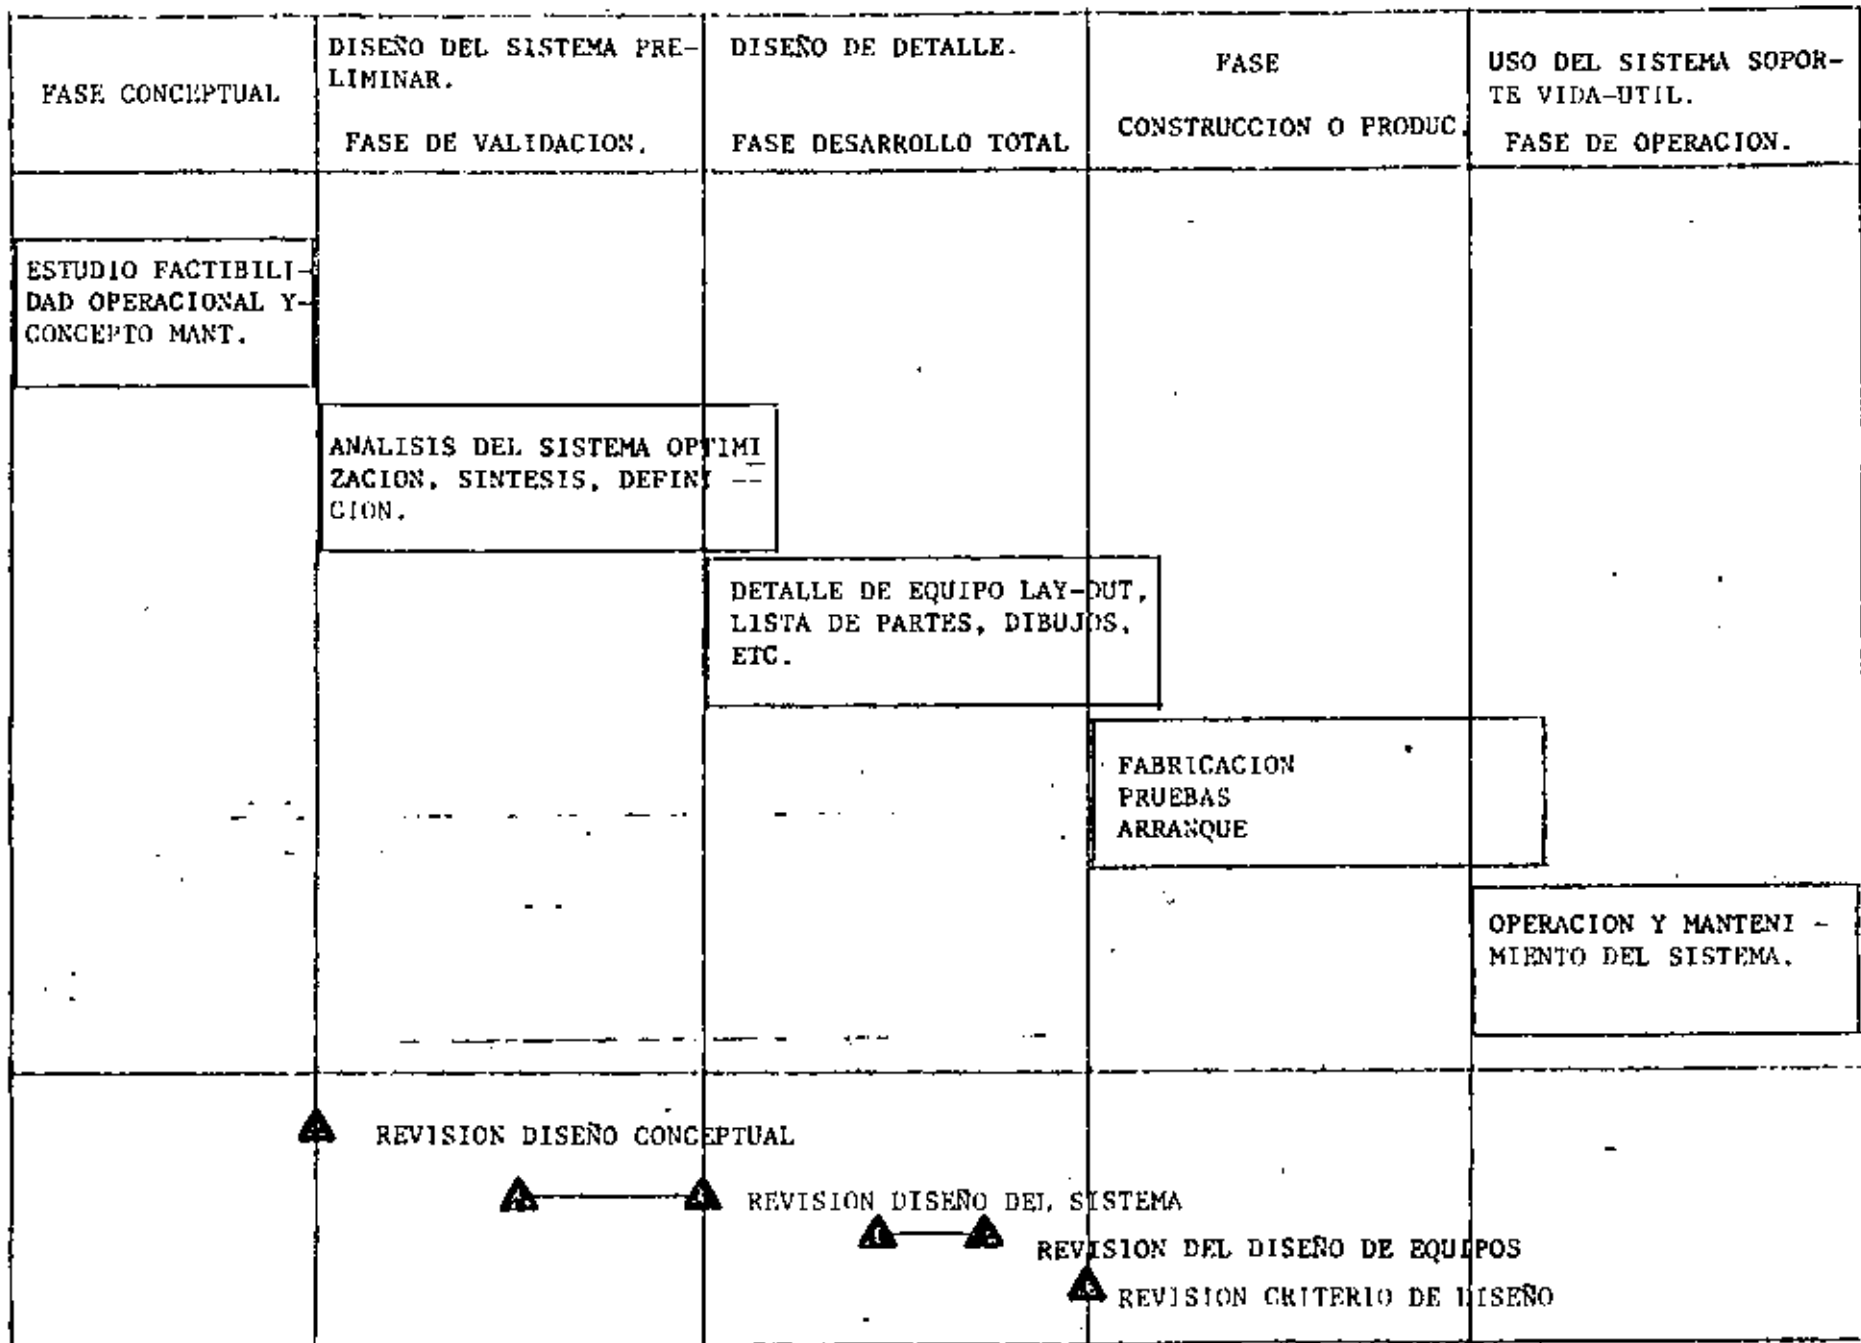 FASE CONCEPTUAL
DISEÑO DEL SISTEMA PRE-
LIMINAR.
FASE DE VALIDACION.
DISEÑO DE DETALLE.
FASE DESARROLLO TOTAL
FASE
CONSTRUCCION O PRODUC.
USO DEL SISTEMA SOPOR-
TE VIDA-UTIL.
FASE DE OPERACION.
ESTUDIO FACTIBILI-
DAD OPERACIONAL Y-
CONCEPTO MANT.
ANALISIS DEL SISTEMA OPTIMI
ZACION, SINTESIS, DEFINI --
CION.
DETALLE DE EQUIPO LAY-OUT,
LISTA DE PARTES, DIBUJOS,
ETC.
FABRICACION
PRUEBAS
ARRANQUE
OPERACION Y MANTENI -
MIENTO DEL SISTEMA.
REVISION DISEÑO CONCEPTUAL
REVISION DISEÑO DEL SISTEMA
REVISION DEL DISEÑO DE EQUIPOS
REVISION CRITERIO DE DISEÑO